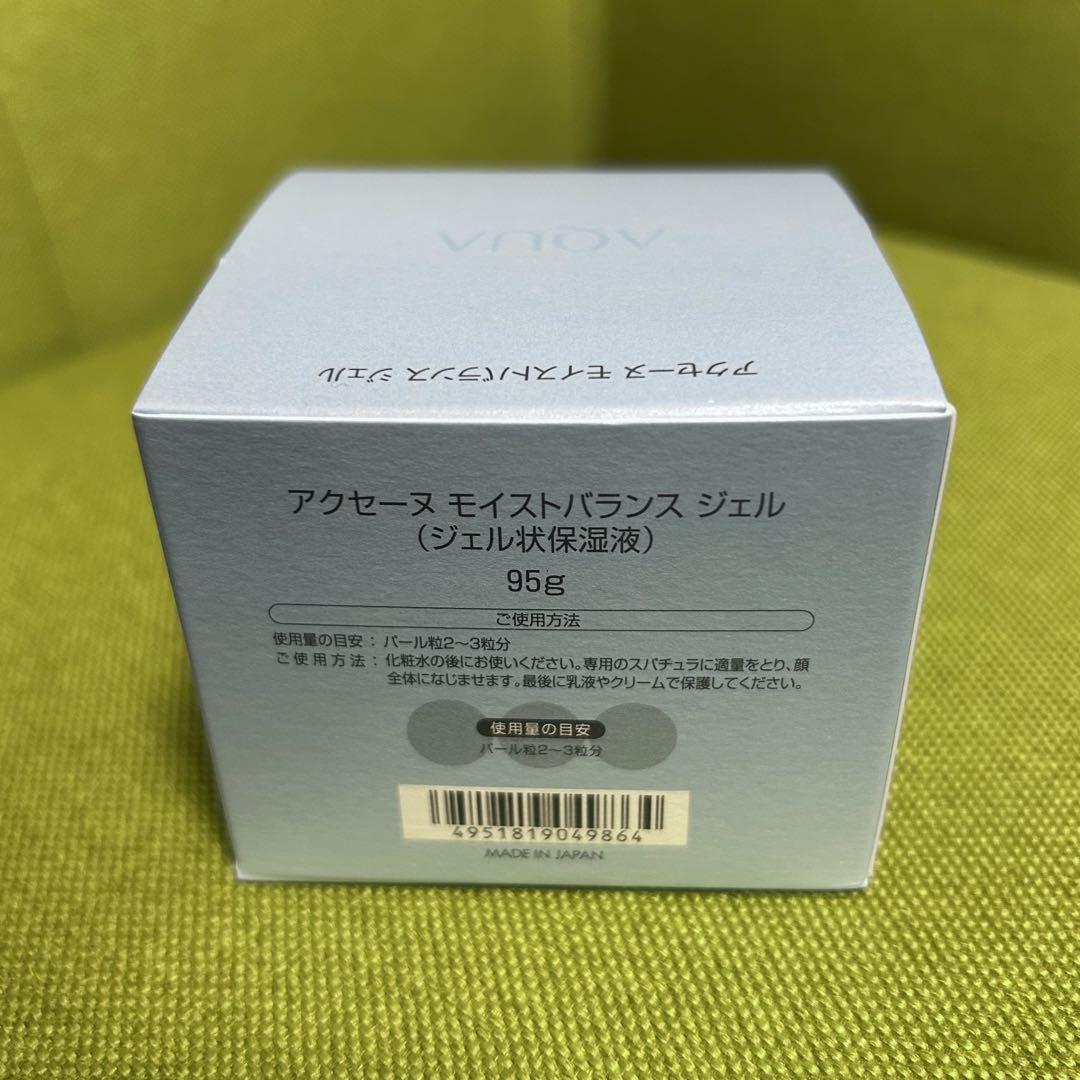 AQUA
アクセーヌ モイストバランス ジェル
アクセーヌ モイストバランス ジェル
（ジェル状保湿液）
95g
ご使用方法
使用量の目安：パール粒2〜3粒分
ご使用方法：化粧水の後にお使いください。専用のスパチュラに適量をとり、顔
全体になじませます。最後に乳液やクリームで保護してください。
使用量の目安
パール粒2〜3粒分
4951819049864
MADE IN JAPAN